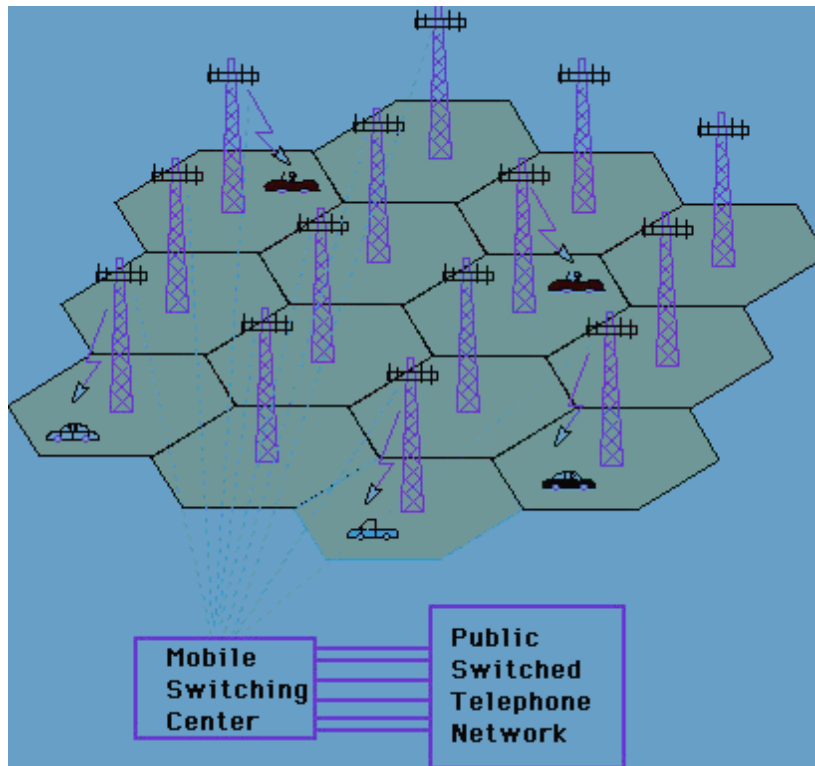 Mobile
Switching
Center
Public
Switched
Telephone
Network